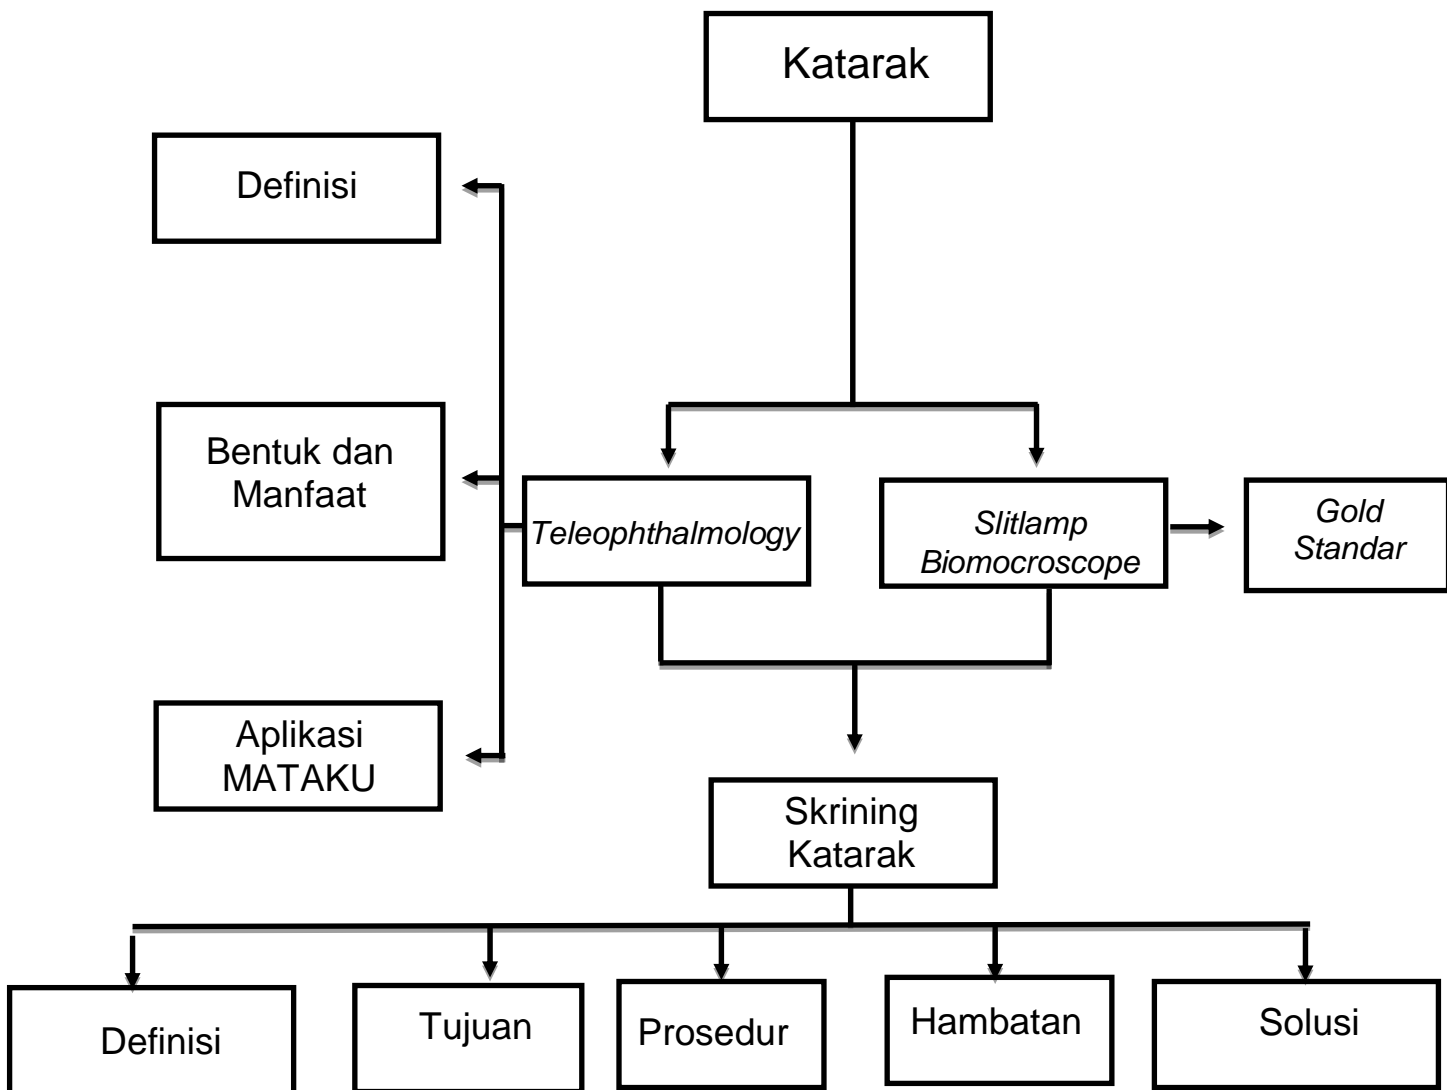 Katarak
Definisi
Bentuk dan
Manfaat
Teleophthalmology
Slitlamp
Biomocroscope
Gold
Standar
Aplikasi
MATAKU
Skrining
Katarak
Definisi
Tujuan
Prosedur
Hambatan
Solusi